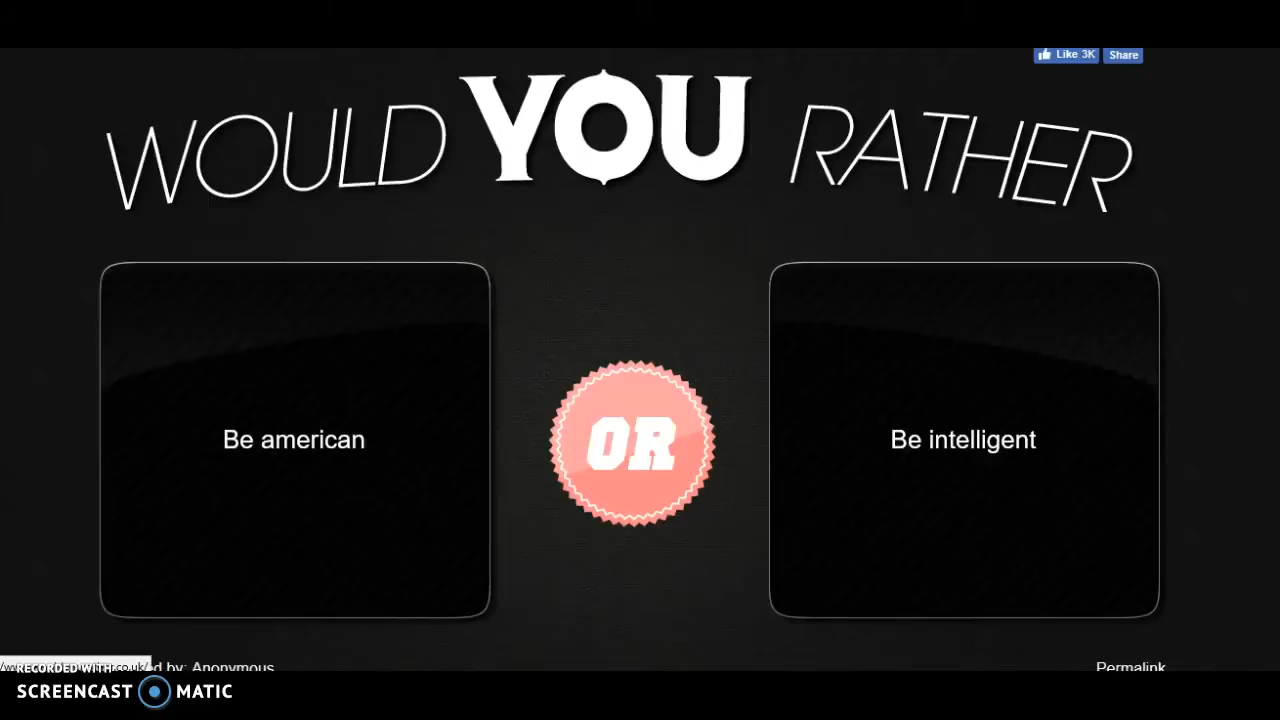 Like 3K Share
WOULD YOU RATHER
Be american
OR
Be intelligent
d by: Anonymous
Permalink
RECORDED WITH
SCREENCAST MATIC